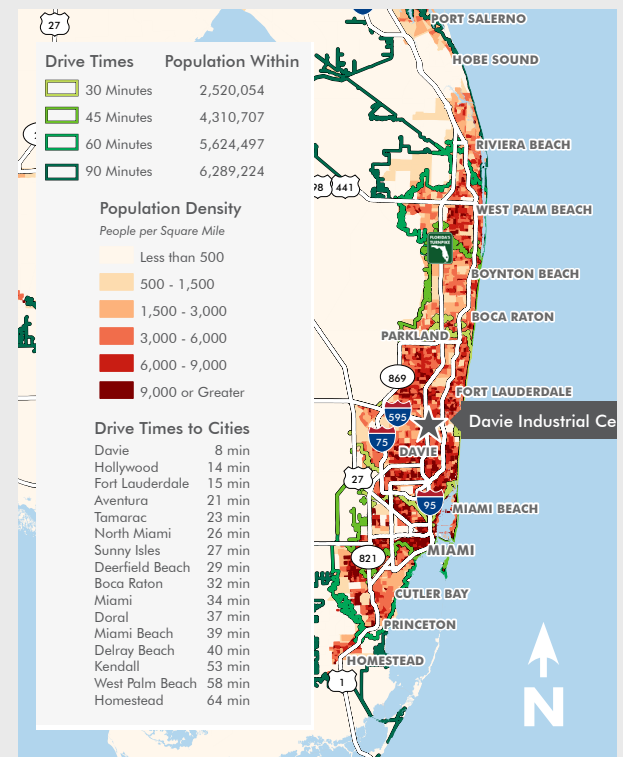 27
PORT SALERNO
HOBE SOUND
Drive Times Population Within
30 Minutes 2,520,054
45 Minutes 4,310,707
60 Minutes 5,624,497
90 Minutes 6,289,224
RIVIERA BEACH
98 441
Population Density
WEST PALM BEACH
People per Square Mile
FLORIDA'S
TURNPIKE
Less than 500
500 - 1,500
1,500 - 3,000
3,000 - 6,000
6,000 - 9,000
9,000 or Greater
BOYNTON BEACH
BOCA RATON
PARKLAND
869
FORT LAUDERDALE
595
Davie Industrial Ce
75
DAVIE
27
95
MIAMI BEACH
MIAMI
821
CUTLER BAY
PRINCETON
HOMESTEAD
1
N
Drive Times to Cities
Davie 8 min
Hollywood 14 min
Fort Lauderdale 15 min
Aventura 21 min
Tamarac 23 min
North Miami 26 min
Sunny Isles 27 min
Deerfield Beach 29 min
Boca Raton 32 min
Miami 34 min
Doral 37 min
Miami Beach 39 min
Delray Beach 40 min
Kendall 53 min
West Palm Beach 58 min
Homestead 64 min